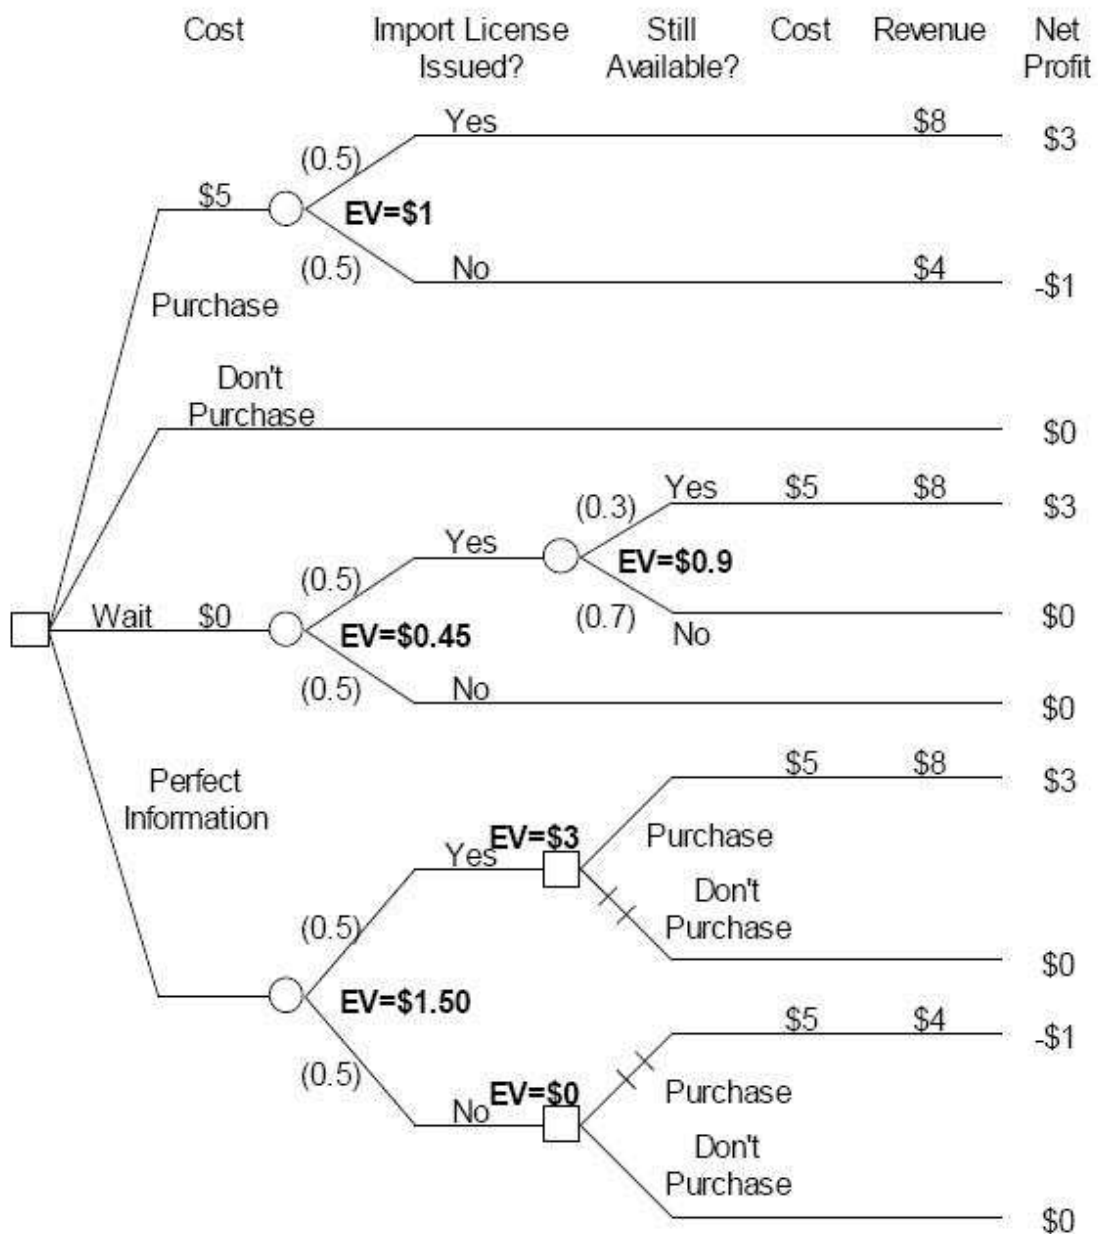 Cost Import License Still Cost Revenue Net
Issued? Available? Profit
Yes $8 $3
(0.5)
$5 EV=$1
(0.5) No $4 -$1
Purchase
Don't
Purchase $0
(0.3) Yes $5 $8 $3
Yes EV=$0.9
(0.5)
Wait $0 (0.7) No $0
EV=$0.45
(0.5) No $0
Perfect
Information
$5 $8 $3
EV=$3 Purchase
Yes
Don't
Purchase
(0.5) $0
EV=$1.50
$5 $4 -$1
(0.5) EV=$0 Purchase
No
Don't
Purchase
$0